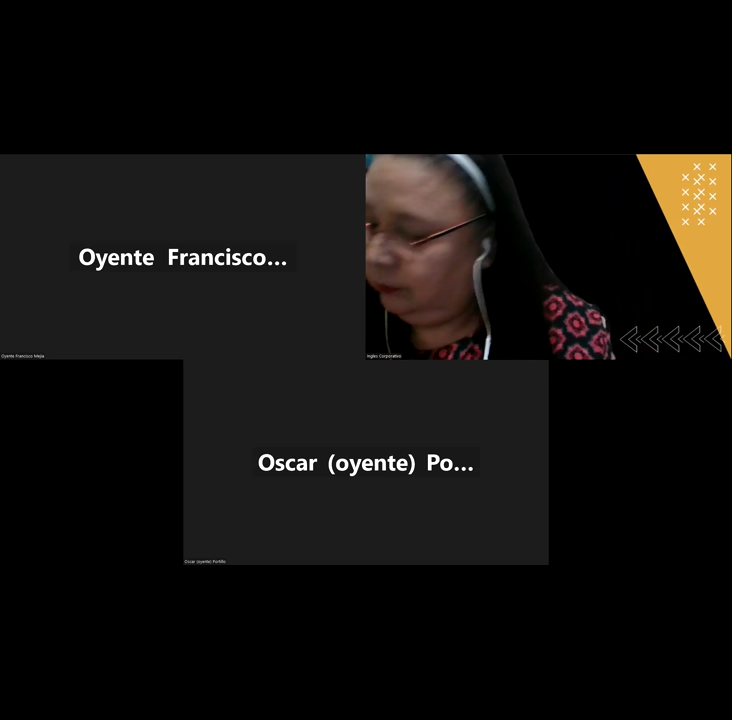 Oyente Francisco...
Oyente Francisco Mejia
Ingles Corporativo
Oscar (oyente) Po...
Oscar (oyente) Portillo